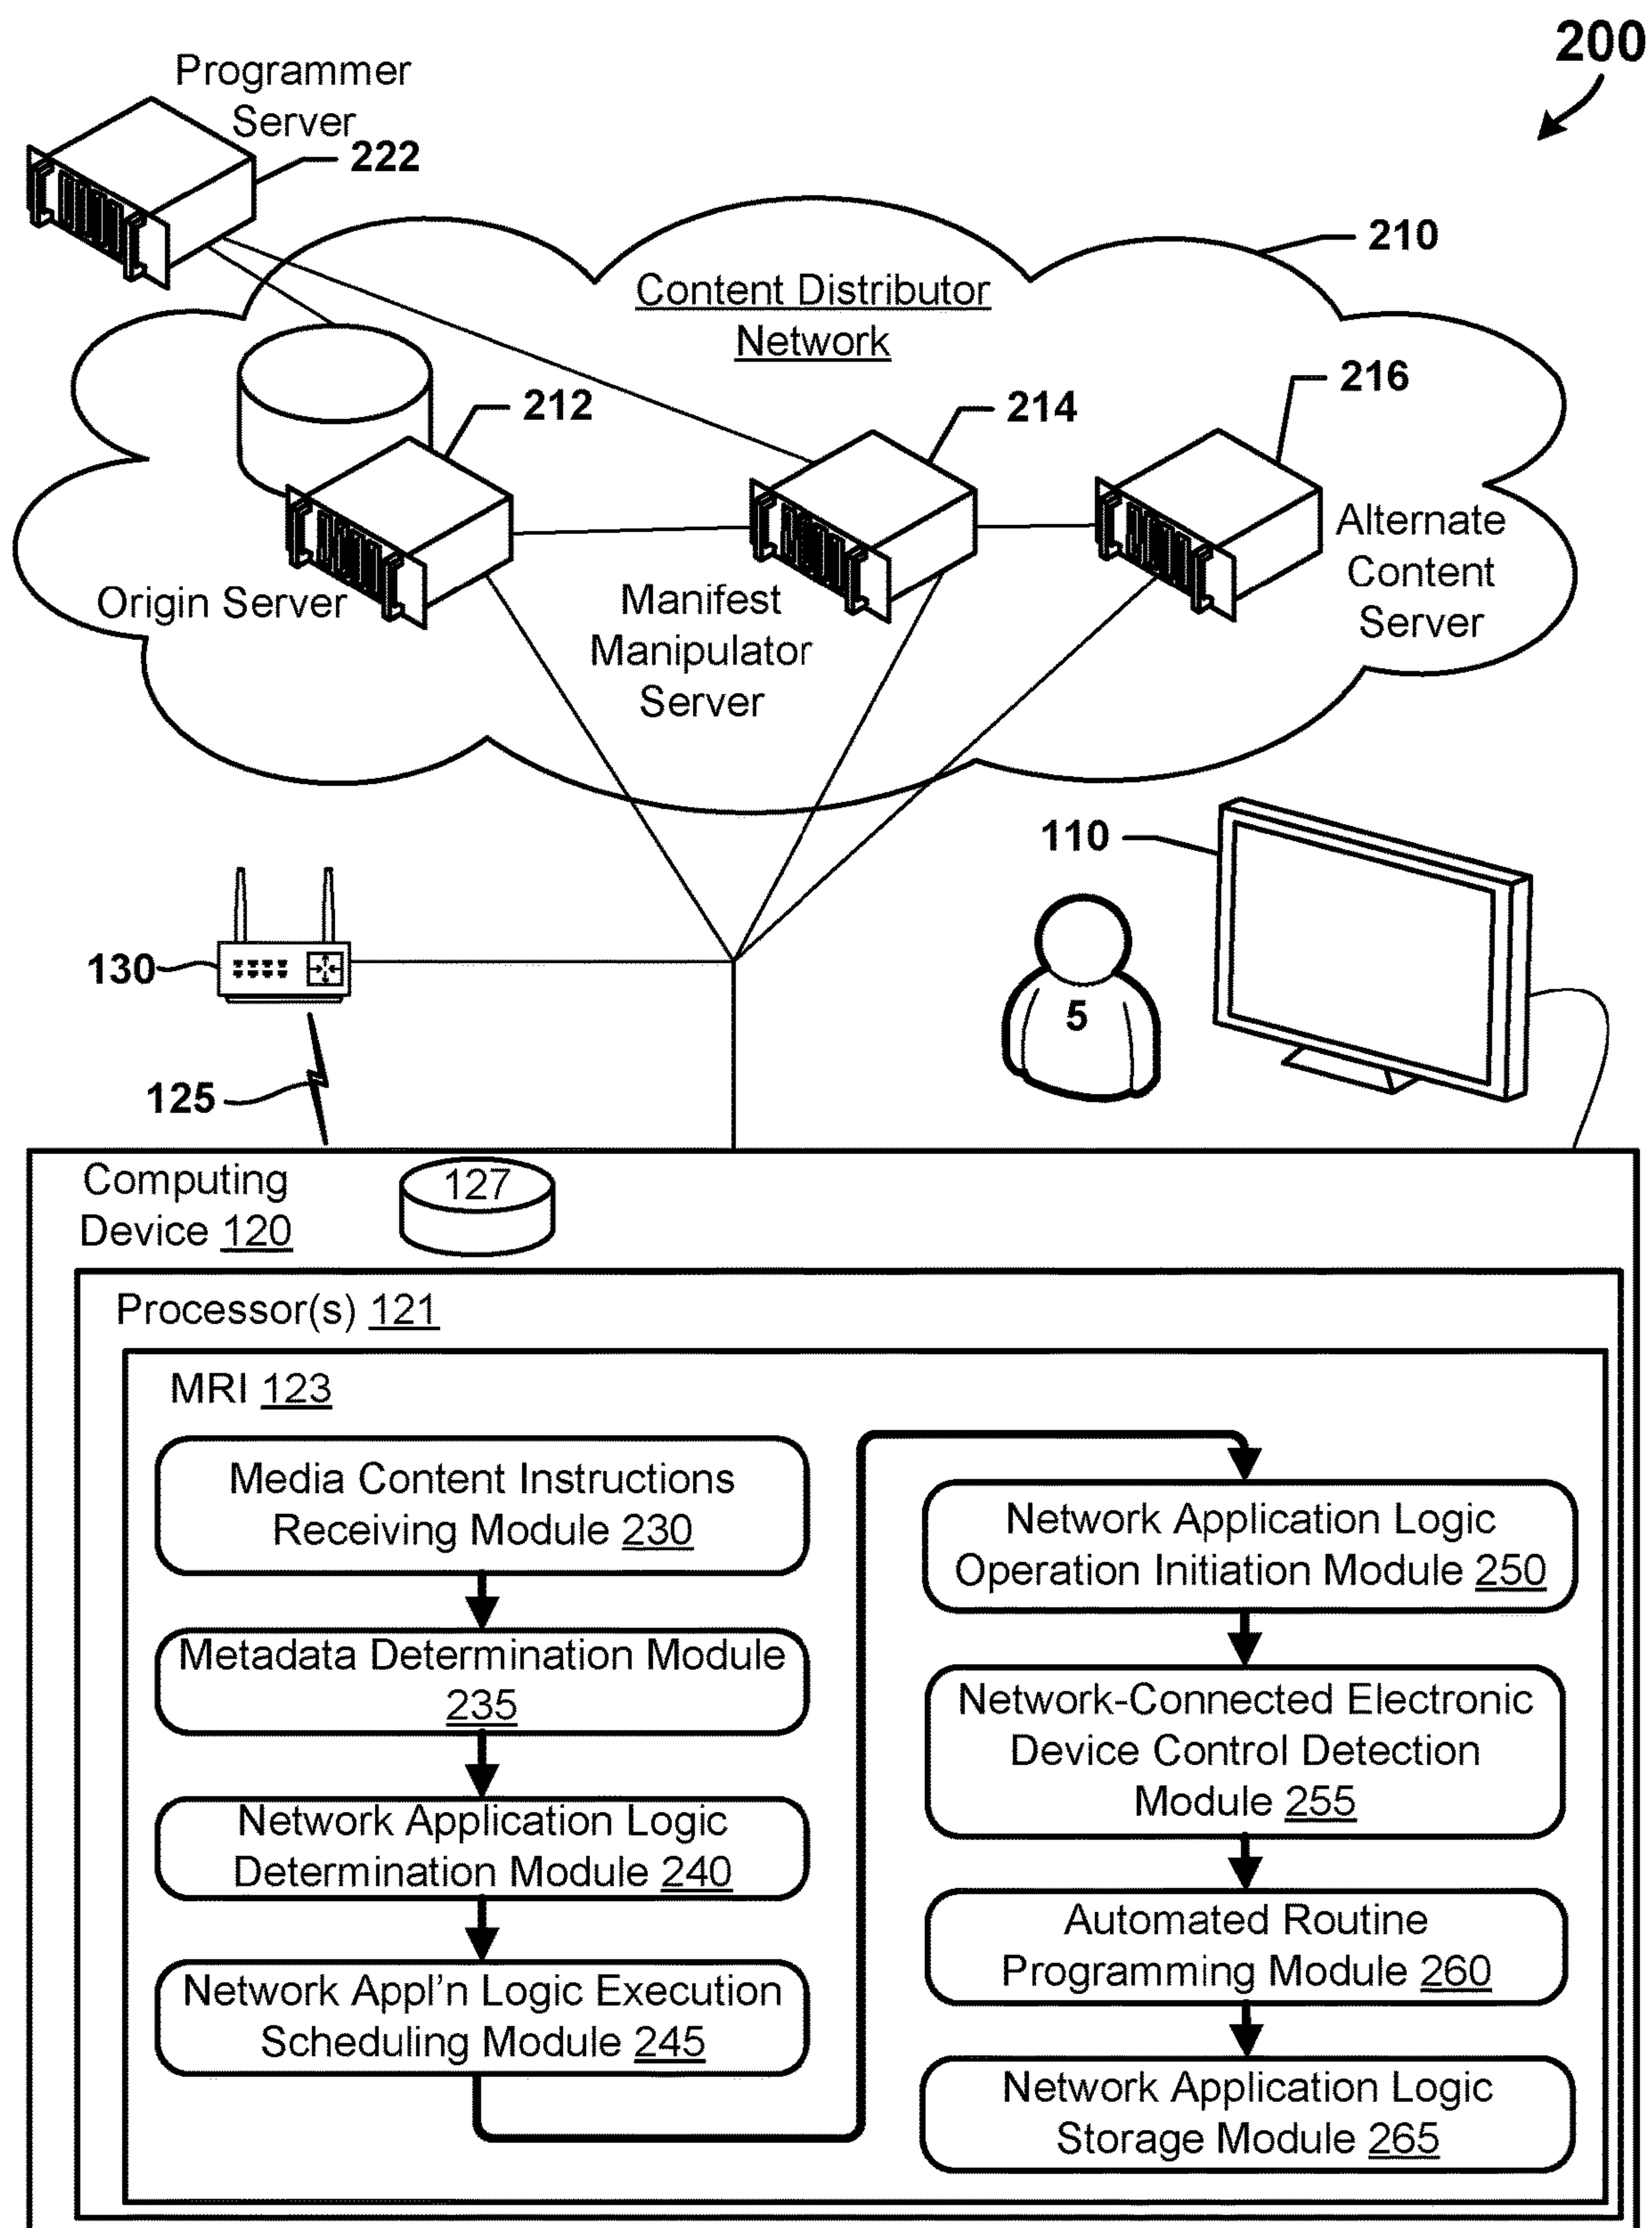 200
Programmer
Server
222
210
Content Distributor
Network
212
214
216
Origin Server
Manifest
Manipulator
Server
Alternate
Content
Server
110
130
5
125
Computing
Device 120
127
Processor(s) 121
MRI 123
Media Content Instructions
Receiving Module 230
Metadata Determination Module
235
Network Application Logic
Determination Module 240
Network Appl'n Logic Execution
Scheduling Module 245
Network Application Logic
Operation Initiation Module 250
Network-Connected Electronic
Device Control Detection
Module 255
Automated Routine
Programming Module 260
Network Application Logic
Storage Module 265